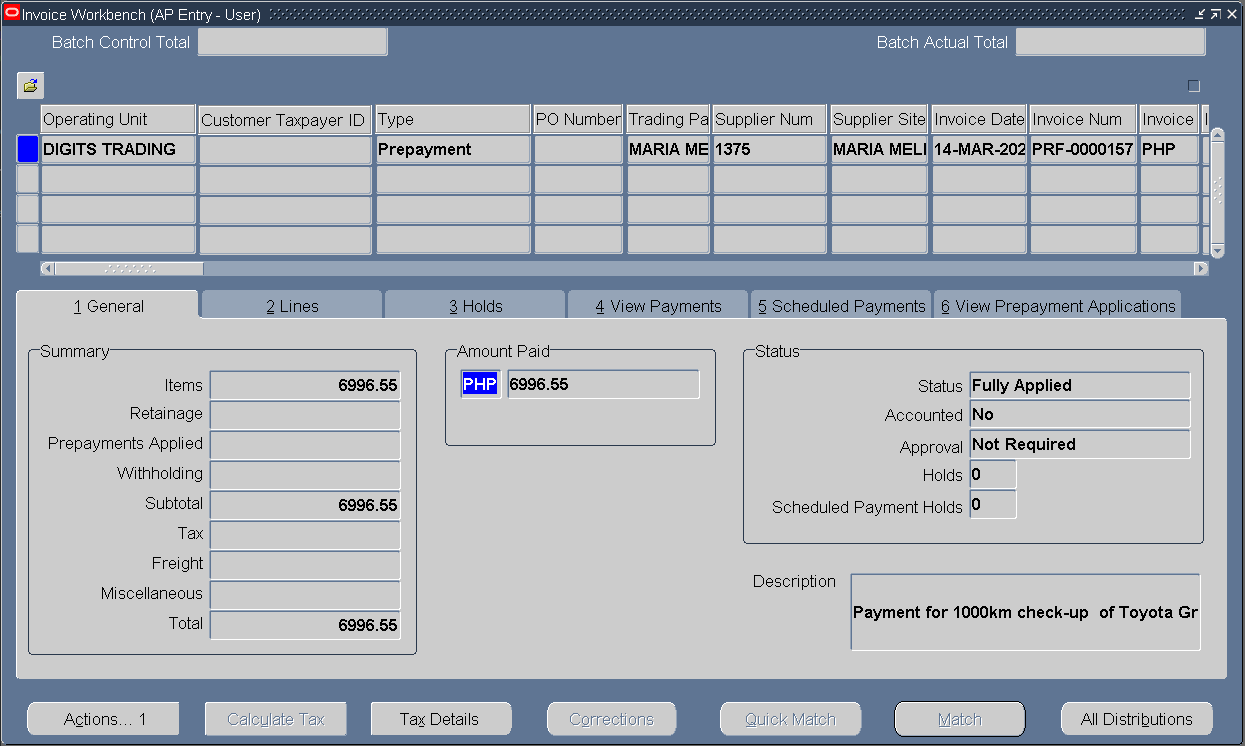 Invoice Workbench (AP Entry - User)
Batch Control Total Batch Actual Total
Operating Unit Customer Taxpayer ID Type PO Number Trading Pa Supplier Num Supplier Site Invoice Date Invoice Num Invoice
DIGITS TRADING Prepayment MARIA ME 1375 MARIA MELI 14-MAR-202 PRF-0000157 PHP
1 General 2 Lines 3 Holds 4 View Payments 5 Scheduled Payments 6 View Prepayment Applications
Summary Amount Paid Status
Items 6996.55 PHP 6996.55 Status Fully Applied
Retainage Accounted No
Prepayments Applied Approval Not Required
Withholding Holds 0
Subtotal 6996.55 Scheduled Payment Holds 0
Tax
Freight
Miscellaneous Description
Total 6996.55 Payment for 1000km check-up  of Toyota Gr
Actions... 1 Calculate Tax Tax Details Corrections Quick Match Match All Distributions